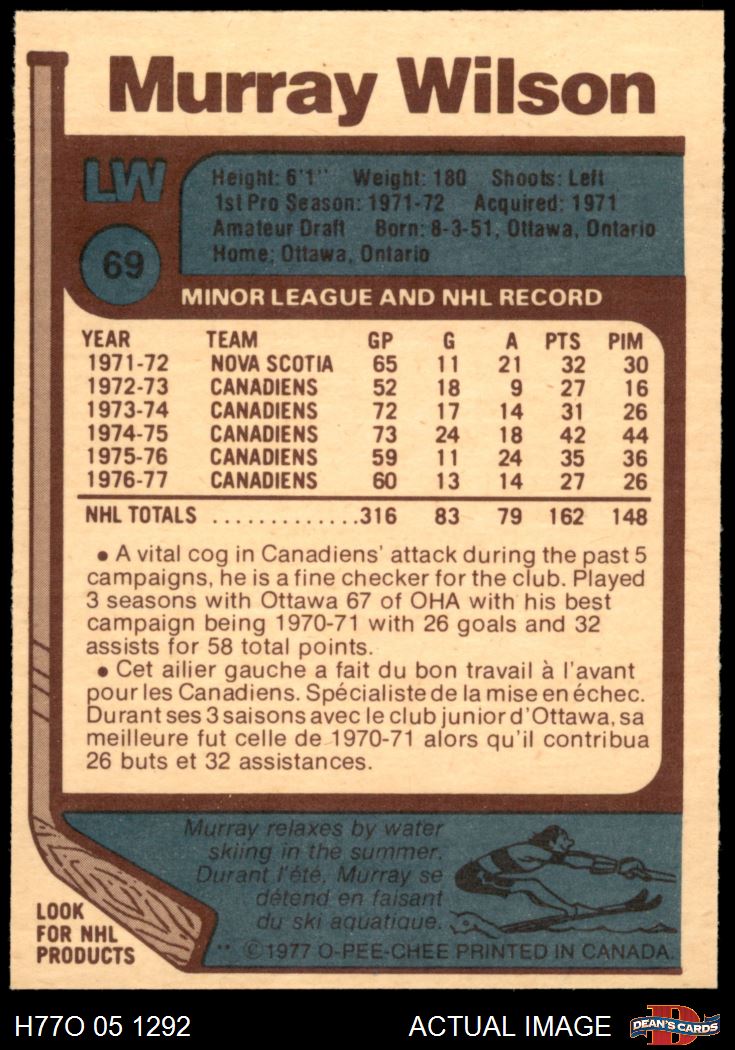 Murray Wilson
LW
Height: 6'1" Weight: 180 Shoots: Left
1st Pro Season: 1971-72 Acquired: 1971
Amateur Draft Born: 8-3-51, Ottawa, Ontario
Home: Ottawa, Ontario
69
MINOR LEAGUE AND NHL RECORD
YEAR TEAM GP G A PTS PIM
1971-72 NOVA SCOTIA 65 11 21 32 30
1972-73 CANADIENS 52 18 9 27 16
1973-74 CANADIENS 72 17 14 31 26
1974-75 CANADIENS 73 24 18 42 44
1975-76 CANADIENS 59 11 24 35 36
1976-77 CANADIENS 60 13 14 27 26
NHL TOTALS .............316 83 79 162 148
• A vital cog in Canadiens' attack during the past 5
campaigns, he is a fine checker for the club. Played
3 seasons with Ottawa 67 of OHA with his best
campaign being 1970-71 with 26 goals and 32
assists for 58 total points.
• Cet ailier gauche a fait du bon travail à l'avant
pour les Canadiens. Spécialiste de la mise en échec.
Durant ses 3 saisons avec le club junior d'Ottawa, sa
meilleure fut celle de 1970-71 alors qu'il contribua
26 buts et 32 assistances.
Murray relaxes by water
skiing in the summer.
Durant l'été, Murray se
détend en faisant
du ski aquatique.
LOOK
FOR NHL
PRODUCTS
** ©1977 O-PEE-CHEE PRINTED IN CANADA.
H77O 05 1292 ACTUAL IMAGE
D
DEAN'S CARDS